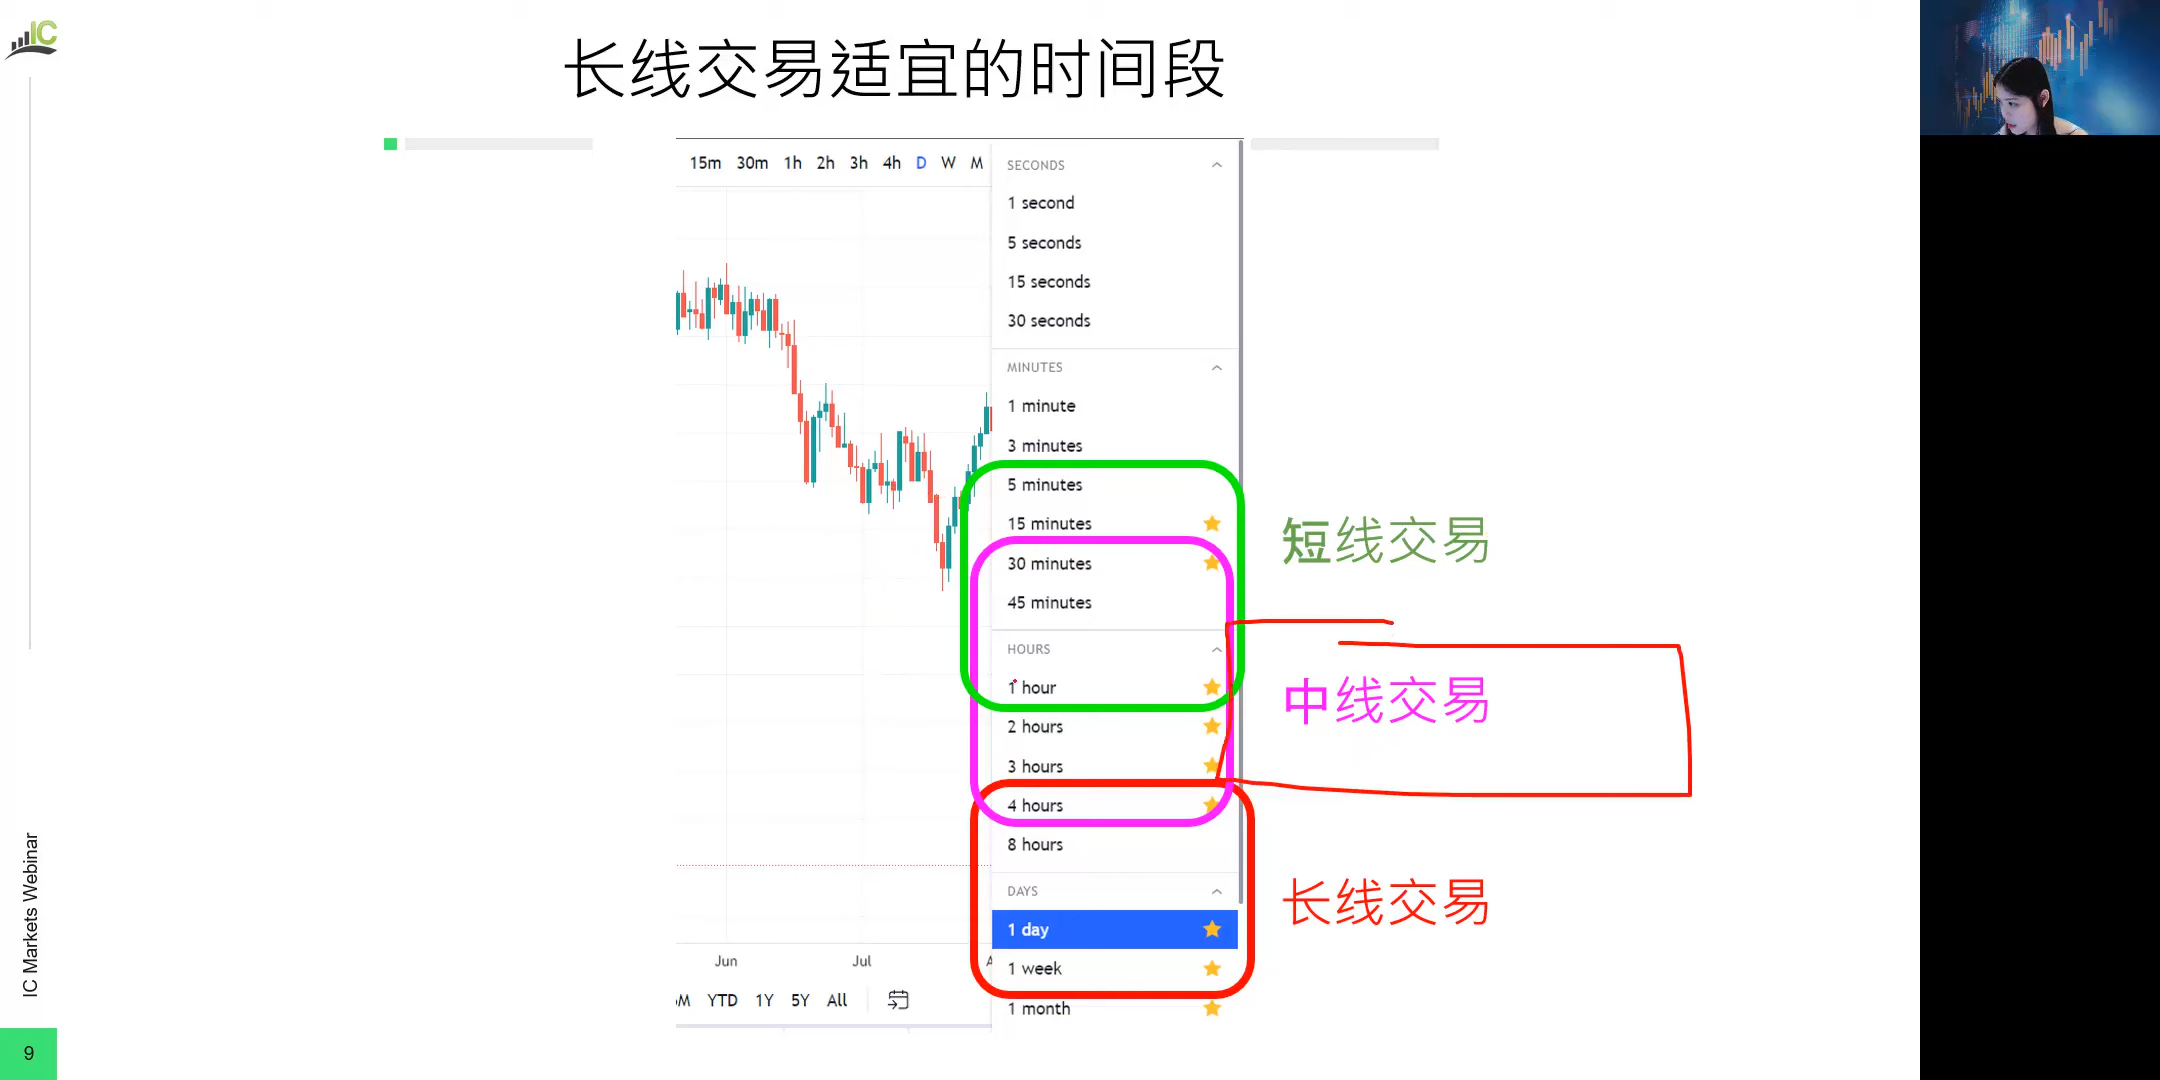 IC
长线交易适宜的时间段
15m 30m 1h 2h 3h 4h D W M
SECONDS
1 second
5 seconds
15 seconds
30 seconds
MINUTES
1 minute
3 minutes
5 minutes
15 minutes
30 minutes
45 minutes
HOURS
1 hour
2 hours
3 hours
4 hours
8 hours
DAYS
1 day
1 week
1 month
短线交易
中线交易
长线交易
Jun Jul
YTD 1Y 5Y All
IC Markets Webinar
9